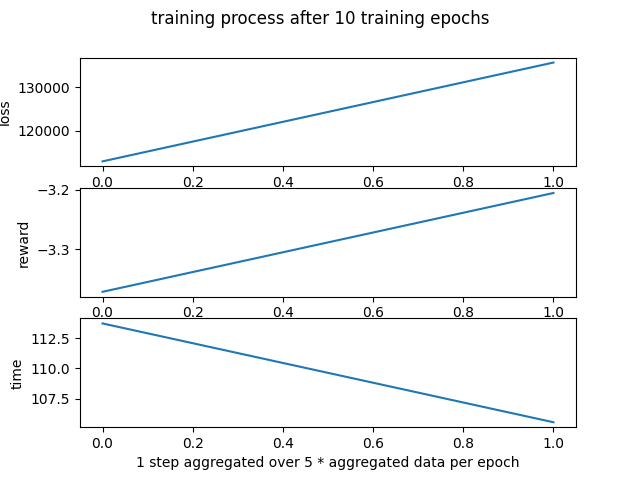 training process after 10 training epochs
130000
120000
loss
0.0 0.2 0.4 0.6 0.8 1.0
−3.2
−3.3
reward
0.0 0.2 0.4 0.6 0.8 1.0
112.5
110.0
107.5
time
0.0 0.2 0.4 0.6 0.8 1.0
1 step aggregated over 5 * aggregated data per epoch